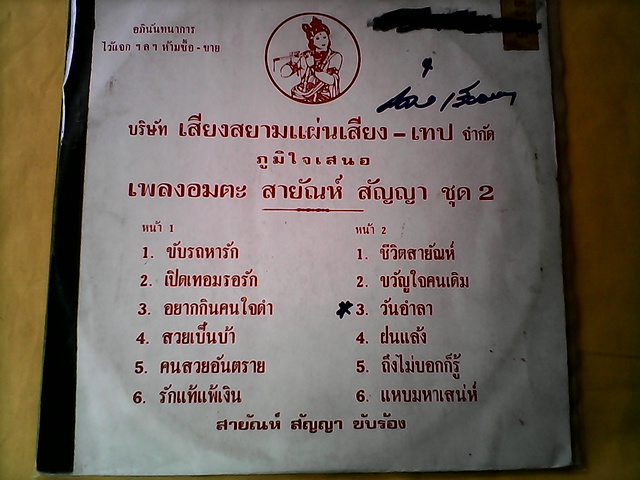 อภินันทนาการ
ไว้แจก ฯลฯ ห้ามซื้อ - ขาย
บริษัท เสียงสยามแผ่นเสียง – เทป จำกัด
ภูมิใจเสนอ
เพลงอมตะ สายัณห์ สัญญา ชุด 2
หน้า 1
1. ขับรถหารัก
2. เปิดเทอมรอรัก
3. อยากกินคนใจดำ
4. สวยเป็นบ้า
5. คนสวยอันตราย
6. รักแท้แพ้เงิน
หน้า 2
1. ชีวิตสายัณห์
2. ขวัญใจคนเดิม
3. วันอำลา
4. ฝนแล้ง
5. ถึงไม่บอกก็รู้
6. แหบมหาเสน่ห์
สายัณห์ สัญญา ขับร้อง